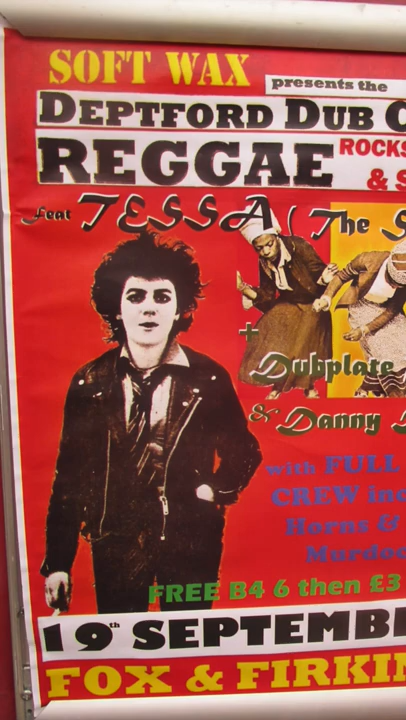 SOFT WAX presents the
DEPTFORD DUB C
REGGAE ROCKS
& S
feat TESSA (The S
+
Dubplate
& Danny
with FULL
CREW inc
Horns &
Murdoc
FREE B4 6 then £3
19th SEPTEMBE
FOX & FIRKIN